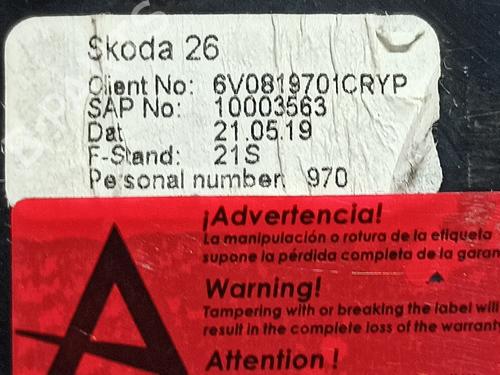 Skoda 26
Client No: 6V0819701CRYP
SAP No: 10003563
Dat 21.05.19
F-Stand: 21S
Personal number: 970
¡Advertencia!
La manipulación o rotura de la etiqueta
supone la pérdida completa de la garan
Warning!
Tampering with or breaking the label will
result in the complete loss of the warranty
Attention !